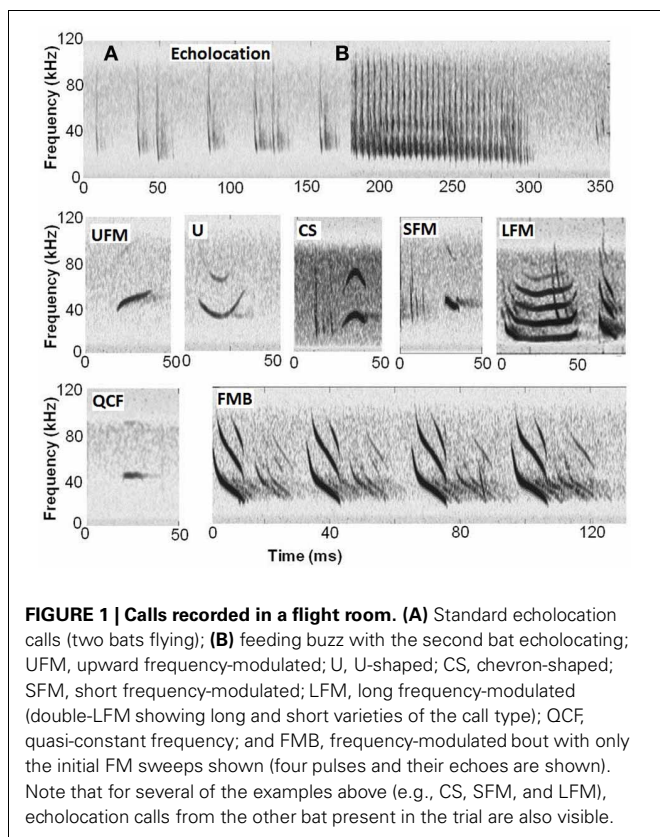 120
A Echolocation B
80
Frequency (kHz)
40
0
0 50 100 150 200 250 300 350
120
UFM U CS SFM LFM
80
Frequency (kHz)
40
0
0 50 0 50 0 50 0 50 0 50
120
QCF FMB
80
Frequency (kHz)
40
0
0 50 0 40 80 120
Time (ms)
FIGURE 1 | Calls recorded in a flight room. (A) Standard echolocation
calls (two bats flying); (B) feeding buzz with the second bat echolocating;
UFM, upward frequency-modulated; U, U-shaped; CS, chevron-shaped;
SFM, short frequency-modulated; LFM, long frequency-modulated
(double-LFM showing long and short varieties of the call type); QCF,
quasi-constant frequency; and FMB, frequency-modulated bout with only
the initial FM sweeps shown (four pulses and their echoes are shown).
Note that for several of the examples above (e.g., CS, SFM, and LFM),
echolocation calls from the other bat present in the trial are also visible.